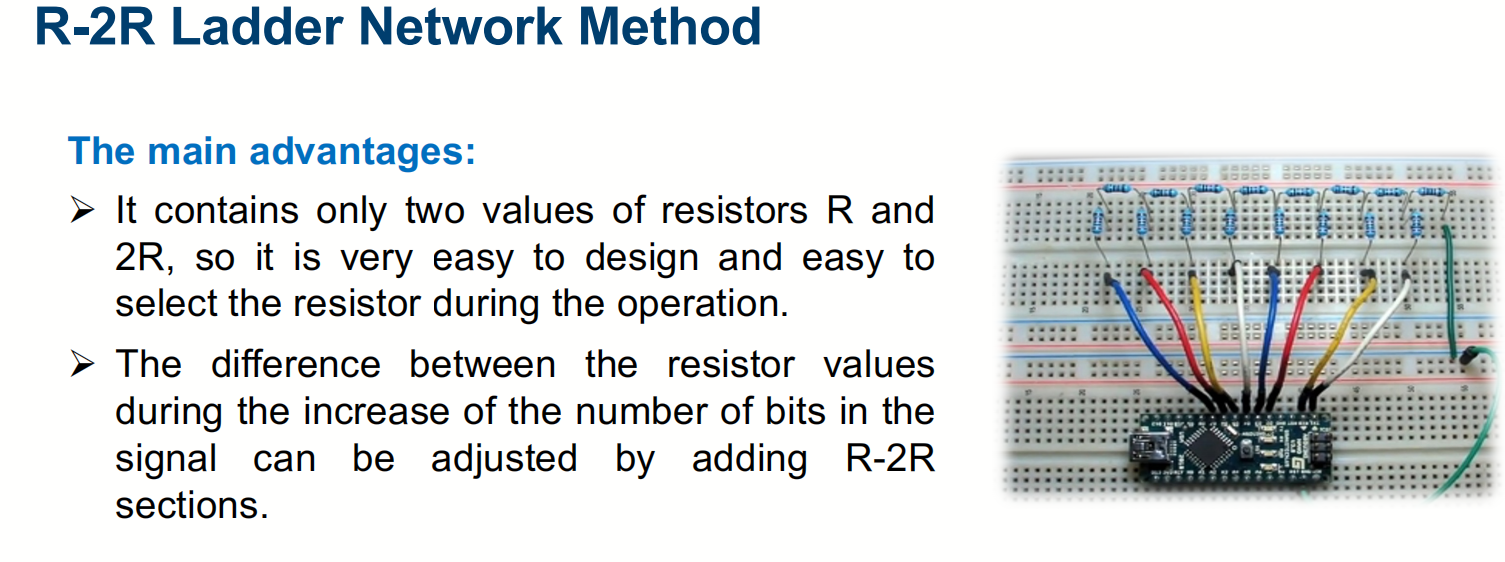 R-2R Ladder Network Method
The main advantages:
➢ It contains only two values of resistors R and
2R, so it is very easy to design and easy to
select the resistor during the operation.
➢ The difference between the resistor values
during the increase of the number of bits in the
signal can be adjusted by adding R-2R
sections.